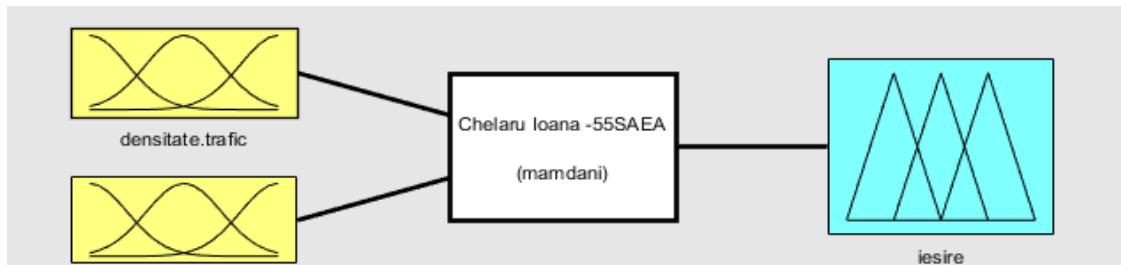 densitate.trafic
Chelaru Ioana -55SAEA
(mamdani)
iesire